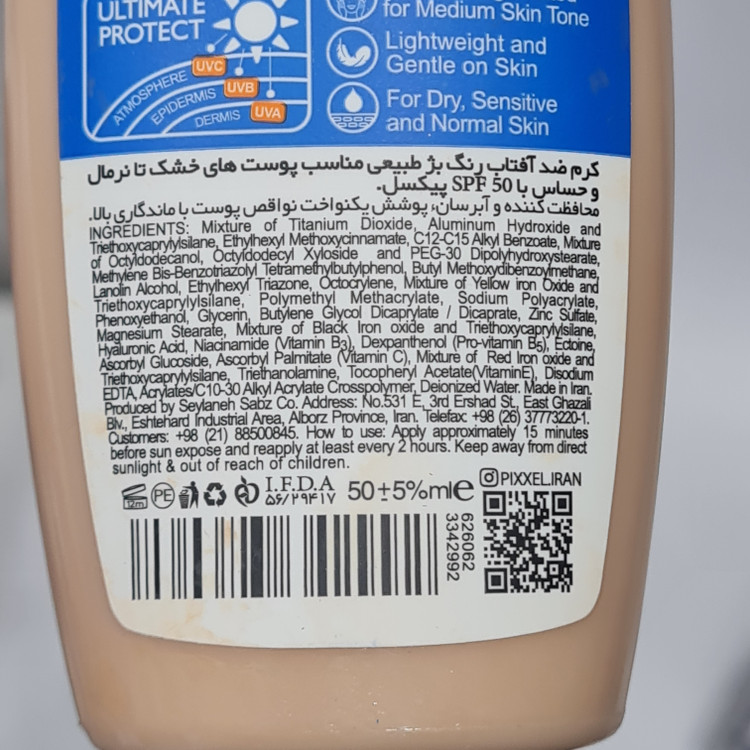 ULTIMATE
PROTECT
UVC
UVB
UVA
ATMOSPHERE
EPIDERMIS
DERMIS
for Medium Skin Tone
Lightweight and
Gentle on Skin
For Dry, Sensitive
and Normal Skin
کرم ضد آفتاب رنگ بژ طبیعی مناسب پوست های خشک تا نرمال
و حساس با SPF 50 پیکسل.
محافظت کننده و آبرسان، پوشش یکنواخت نواقص پوست با ماندگاری بالا.
INGREDIENTS: Mixture of Titanium Dioxide, Aluminum Hydroxide and
Triethoxycaprylylsilane, Ethylhexyl Methoxycinnamate, C12-C15 Alkyl Benzoate, Mixture
of Octyldodecanol, Octyldodecyl Xyloside and PEG-30 Dipolyhydroxystearate,
Methylene Bis-Benzotriazolyl Tetramethylbutylphenol, Butyl Methoxydibenzoylmethane,
Lanolin Alcohol, Ethylhexyl Triazone, Octocrylene, Mixture of Yellow iron Oxide and
Triethoxycaprylylsilane, Polymethyl Methacrylate, Sodium Polyacrylate,
Phenoxyethanol, Glycerin, Butylene Glycol Dicaprylate / Dicaprate, Zinc Sulfate,
Magnesium Stearate, Mixture of Black Iron oxide and Triethoxycaprylylsilane,
Hyaluronic Acid, Niacinamide (Vitamin B3), Dexpanthenol (Pro-vitamin B5), Ectoine,
Ascorbyl Glucoside, Ascorbyl Palmitate (Vitamin C), Mixture of Red Iron oxide and
Triethoxycaprylylsilane, Triethanolamine, Tocopheryl Acetate(VitaminE), Disodium
EDTA, Acrylates/C10-30 Alkyl Acrylate Crosspolymer, Deionized Water. Made in Iran.
Produced by Seylaneh Sabz Co. Address: No.531 E, 3rd Ershad St., East Ghazali
Blv., Eshtehard Industrial Area, Alborz Province, Iran. Telefax: +98 (26) 37773220-1.
Customers: +98 (21) 88500845. How to use: Apply approximately 15 minutes
before sun expose and reapply at least every 2 hours. Keep away from direct
sunlight & out of reach of children.
PIXXEL.IRAN
12m PE I.F.D.A 50±5%ml e
۵۶/۲۹۴۱۷
626062
3342992